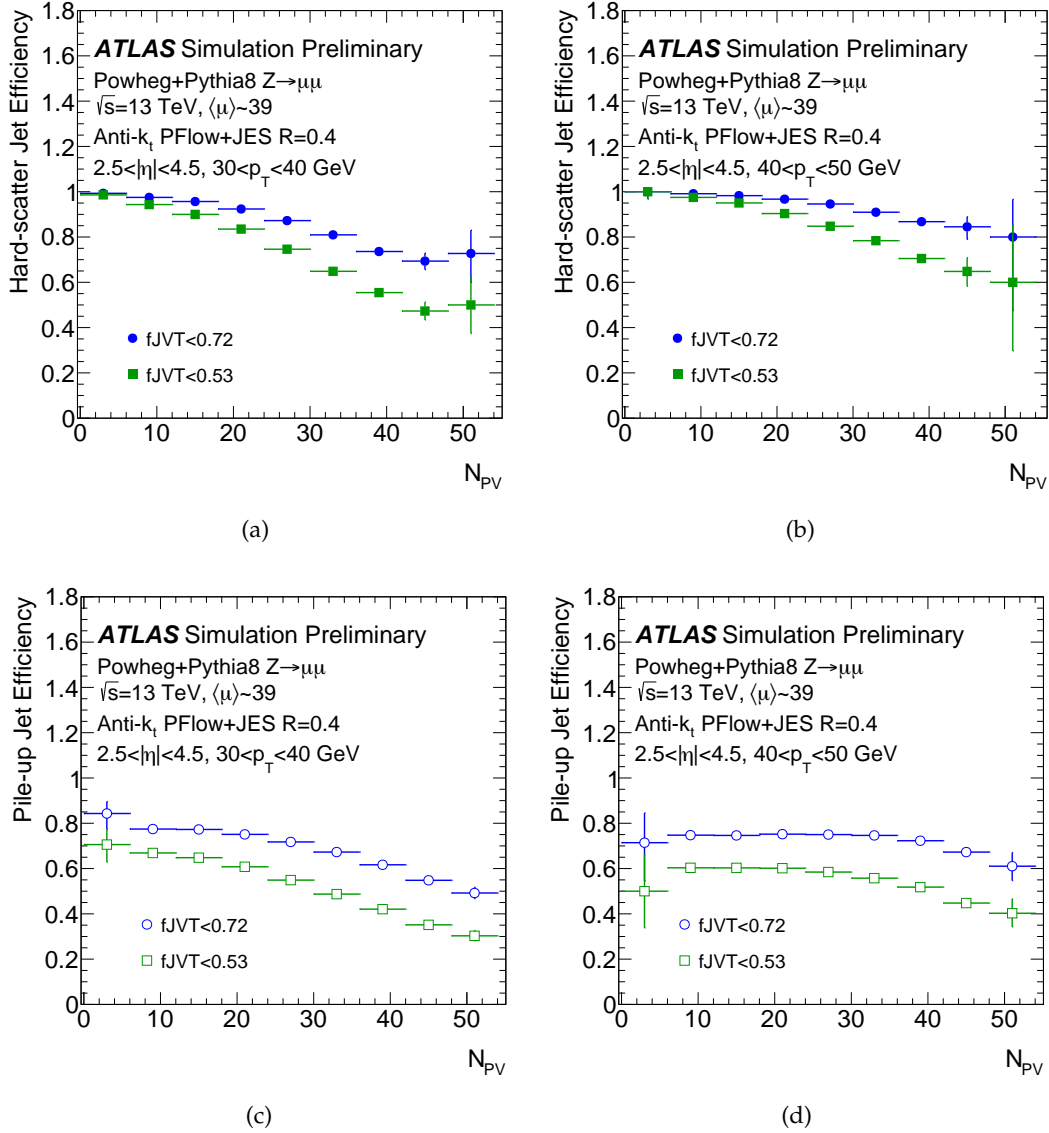 Hard-scatter Jet Efficiency
1.8
1.6
1.4
1.2
1
0.8
0.6
0.4
0.2
0
ATLAS Simulation Preliminary
Powheg+Pythia8 Z→μμ
√s=13 TeV, ⟨μ⟩~39
Anti-kₜ PFlow+JES R=0.4
2.5<|η|<4.5, 30<p_T<40 GeV
fJVT<0.72
fJVT<0.53
0 10 20 30 40 50
N_PV
(a)
Hard-scatter Jet Efficiency
1.8
1.6
1.4
1.2
1
0.8
0.6
0.4
0.2
0
ATLAS Simulation Preliminary
Powheg+Pythia8 Z→μμ
√s=13 TeV, ⟨μ⟩~39
Anti-kₜ PFlow+JES R=0.4
2.5<|η|<4.5, 40<p_T<50 GeV
fJVT<0.72
fJVT<0.53
0 10 20 30 40 50
N_PV
(b)
Pile-up Jet Efficiency
1.8
1.6
1.4
1.2
1
0.8
0.6
0.4
0.2
0
ATLAS Simulation Preliminary
Powheg+Pythia8 Z→μμ
√s=13 TeV, ⟨μ⟩~39
Anti-kₜ PFlow+JES R=0.4
2.5<|η|<4.5, 30<p_T<40 GeV
fJVT<0.72
fJVT<0.53
0 10 20 30 40 50
N_PV
(c)
Pile-up Jet Efficiency
1.8
1.6
1.4
1.2
1
0.8
0.6
0.4
0.2
0
ATLAS Simulation Preliminary
Powheg+Pythia8 Z→μμ
√s=13 TeV, ⟨μ⟩~39
Anti-kₜ PFlow+JES R=0.4
2.5<|η|<4.5, 40<p_T<50 GeV
fJVT<0.72
fJVT<0.53
0 10 20 30 40 50
N_PV
(d)